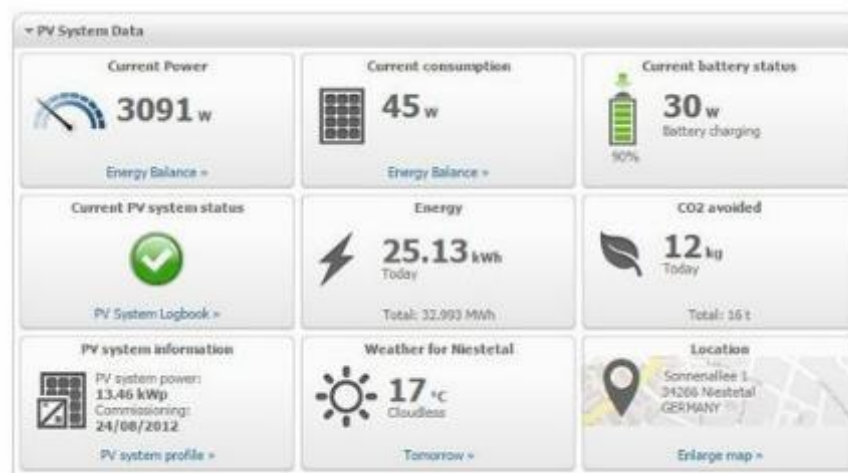 PV System Data
Current Power
3091 W
Energy Balance »
Current consumption
45 W
Energy Balance »
Current battery status
30 W
Battery charging
90%
Current PV system status
PV System Logbook »
Energy
25.13 kWh
Today
Total: 32.993 MWh
CO2 avoided
12 kg
Today
Total: 16 t
PV system information
PV system power:
13.46 kWp
Commissioning:
24/08/2012
PV system profile »
Weather for Niestetal
17 °C
Cloudless
Tomorrow »
Location
Sonnenallee 1
34266 Niestetal
GERMANY
Enlarge map »